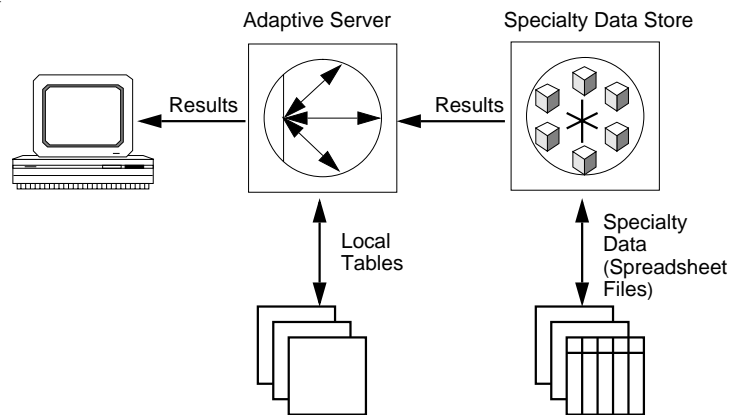 Adaptive Server
Specialty Data Store
Results
Results
Local
Tables
Specialty
Data
(Spreadsheet
Files)